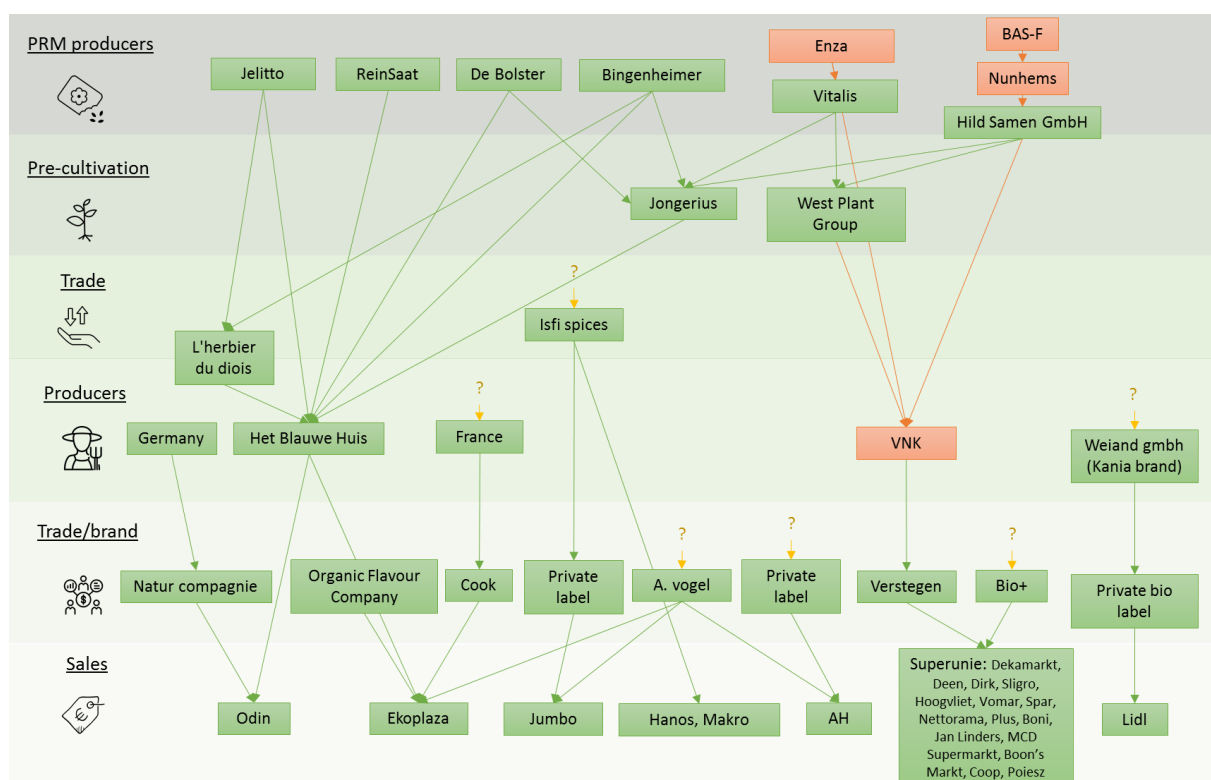 PRM producers
Jelitto
ReinSaat
De Bolster
Bingenheimer
Enza
Vitalis
BAS-F
Nunhems
Hild Samen GmbH
Pre-cultivation
Jongerius
West Plant
Group
Trade
?
Isfi spices
L'herbier
du diois
Producers
Germany
Het Blauwe Huis
?
France
VNK
?
Weiand gmbh
(Kania brand)
Trade/brand
Natur compagnie
Organic Flavour
Company
Cook
Private
label
?
A. vogel
?
Private
label
Verstegen
?
Bio+
Private bio
label
Sales
€
Odin
Ekoplaza
Jumbo
Hanos, Makro
AH
Superunie: Dekamarkt,
Deen, Dirk, Sligro,
Hoogvliet, Vomar, Spar,
Nettorama, Plus, Boni,
Jan Linders, MCD
Supermarkt, Boon's
Markt, Coop, Poiesz
Lidl